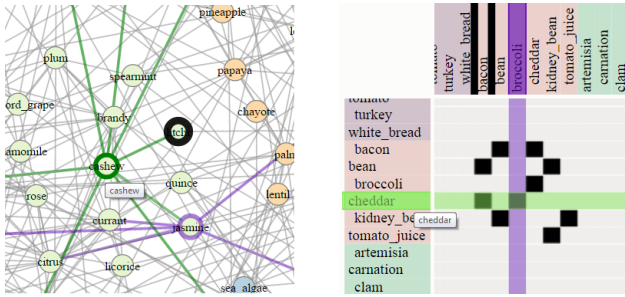 pineapple
plum
spearmint
papaya
ord_grape
brandy
chayote
amomile
cashew
palm
cashew
quince
rose
lentil
currant
jasmine
citrus
licorice
sea_algae
turkey
white_bread
bacon
bean
broccoli
cheddar
kidney_bean
tomato_juice
artemisia
carnation
clam
tomato
turkey
white_bread
bacon
bean
broccoli
cheddar
kidney_be
cheddar
tomato_juice
artemisia
carnation
clam